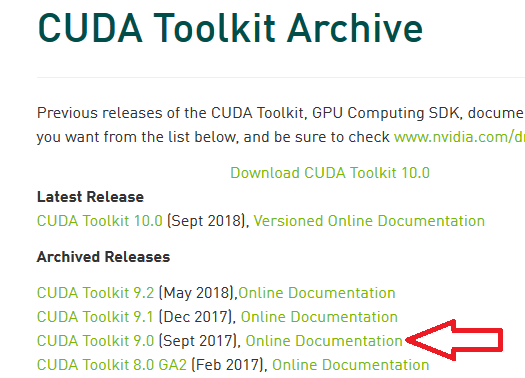 CUDA Toolkit Archive
Previous releases of the CUDA Toolkit, GPU Computing SDK, docume
you want from the list below, and be sure to check www.nvidia.com/dr
Download CUDA Toolkit 10.0
Latest Release
CUDA Toolkit 10.0 (Sept 2018), Versioned Online Documentation
Archived Releases
CUDA Toolkit 9.2 (May 2018),Online Documentation
CUDA Toolkit 9.1 (Dec 2017), Online Documentation
CUDA Toolkit 9.0 (Sept 2017), Online Documentation
CUDA Toolkit 8.0 GA2 (Feb 2017), Online Documentation